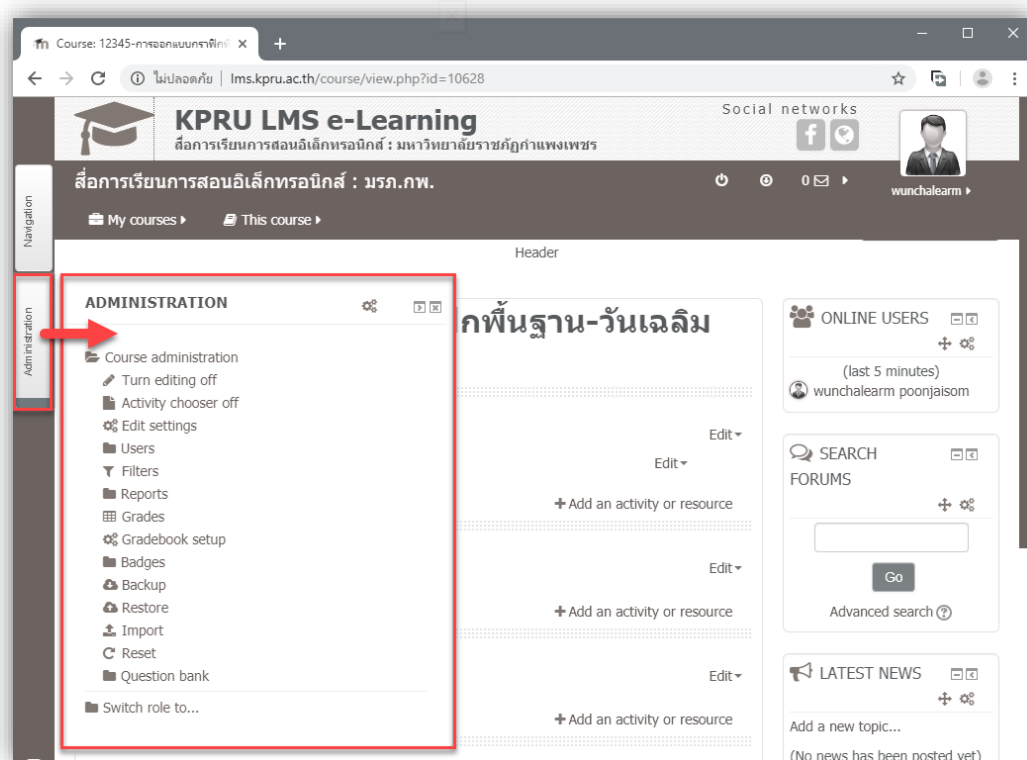 Course: 12345-การออกแบบกราฟิกพื้
ไม่ปลอดภัย | lms.kpru.ac.th/course/view.php?id=10628
KPRU LMS e-Learning
สื่อการเรียนการสอนอิเล็กทรอนิกส์ : มหาวิทยาลัยราชภัฏกำแพงเพชร
Social networks
สื่อการเรียนการสอนอิเล็กทรอนิกส์ : มรภ.กพ.
0
wunchalearm
My courses
This course
Navigation
Administration
Header
ADMINISTRATION
Course administration
Turn editing off
Activity chooser off
Edit settings
Users
Filters
Reports
Grades
Gradebook setup
Badges
Backup
Restore
Import
Reset
Question bank
Switch role to...
กพื้นฐาน-วันเฉลิม
Edit
Edit
+ Add an activity or resource
Edit
+ Add an activity or resource
Edit
+ Add an activity or resource
ONLINE USERS
(last 5 minutes)
wunchalearm poonjaisom
SEARCH
FORUMS
Go
Advanced search
LATEST NEWS
Add a new topic...
(No news has been posted yet)